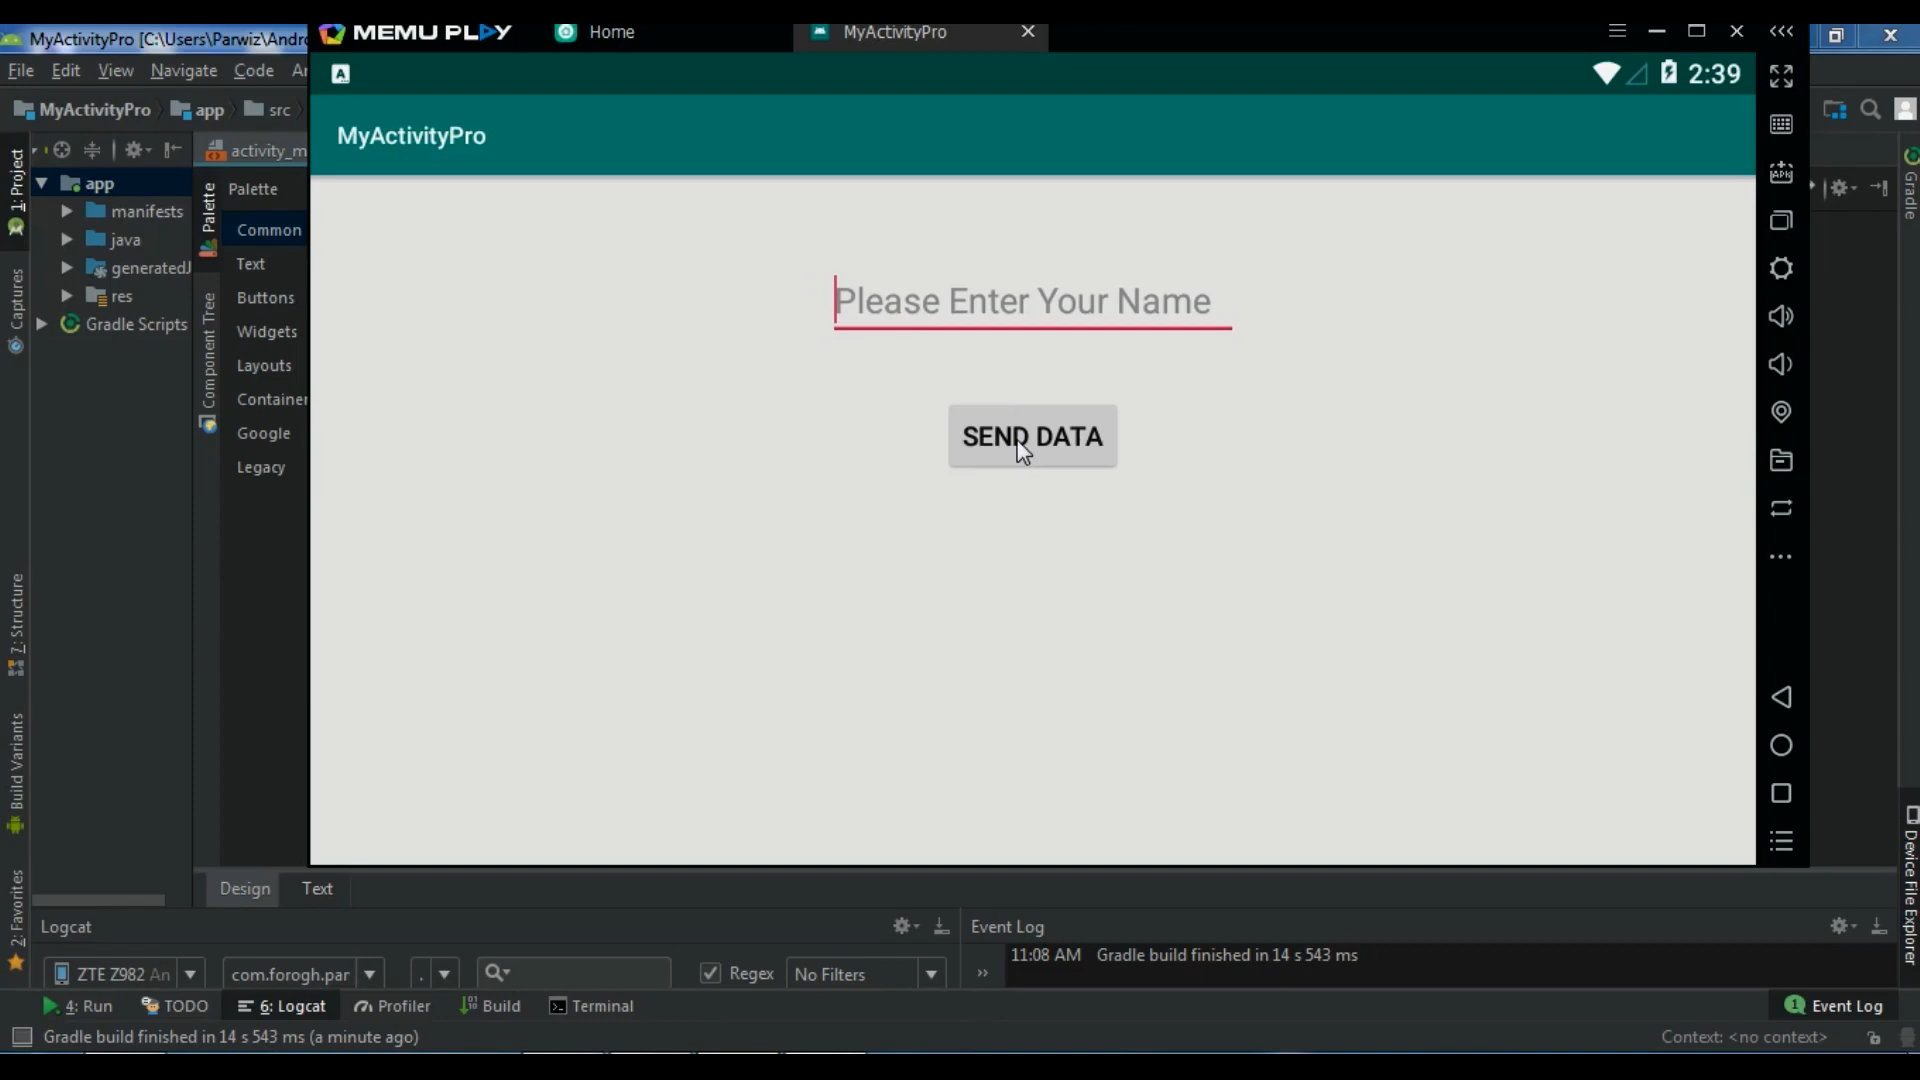 MyActivityPro [C:\Users\Parwiz\Andro
MEMU PLAY
Home
MyActivityPro
File Edit View Navigate Code
2:39
MyActivityPro app src
MyActivityPro
activity_m
1: Project
Captures
7: Structure
Build Variants
2: Favorites
app
manifests
java
generatedJ
res
Gradle Scripts
Palette
Component Tree
Palette
Common
Text
Buttons
Widgets
Layouts
Container
Google
Legacy
Please Enter Your Name
SEND DATA
APK
Gradle
Device File Explorer
Design Text
Logcat
Event Log
ZTE Z982 An
com.forogh.par
Regex
No Filters
11:08 AM Gradle build finished in 14 s 543 ms
4: Run
TODO
6: Logcat
Profiler
Build
Terminal
1 Event Log
Gradle build finished in 14 s 543 ms (a minute ago)
Context: <no context>